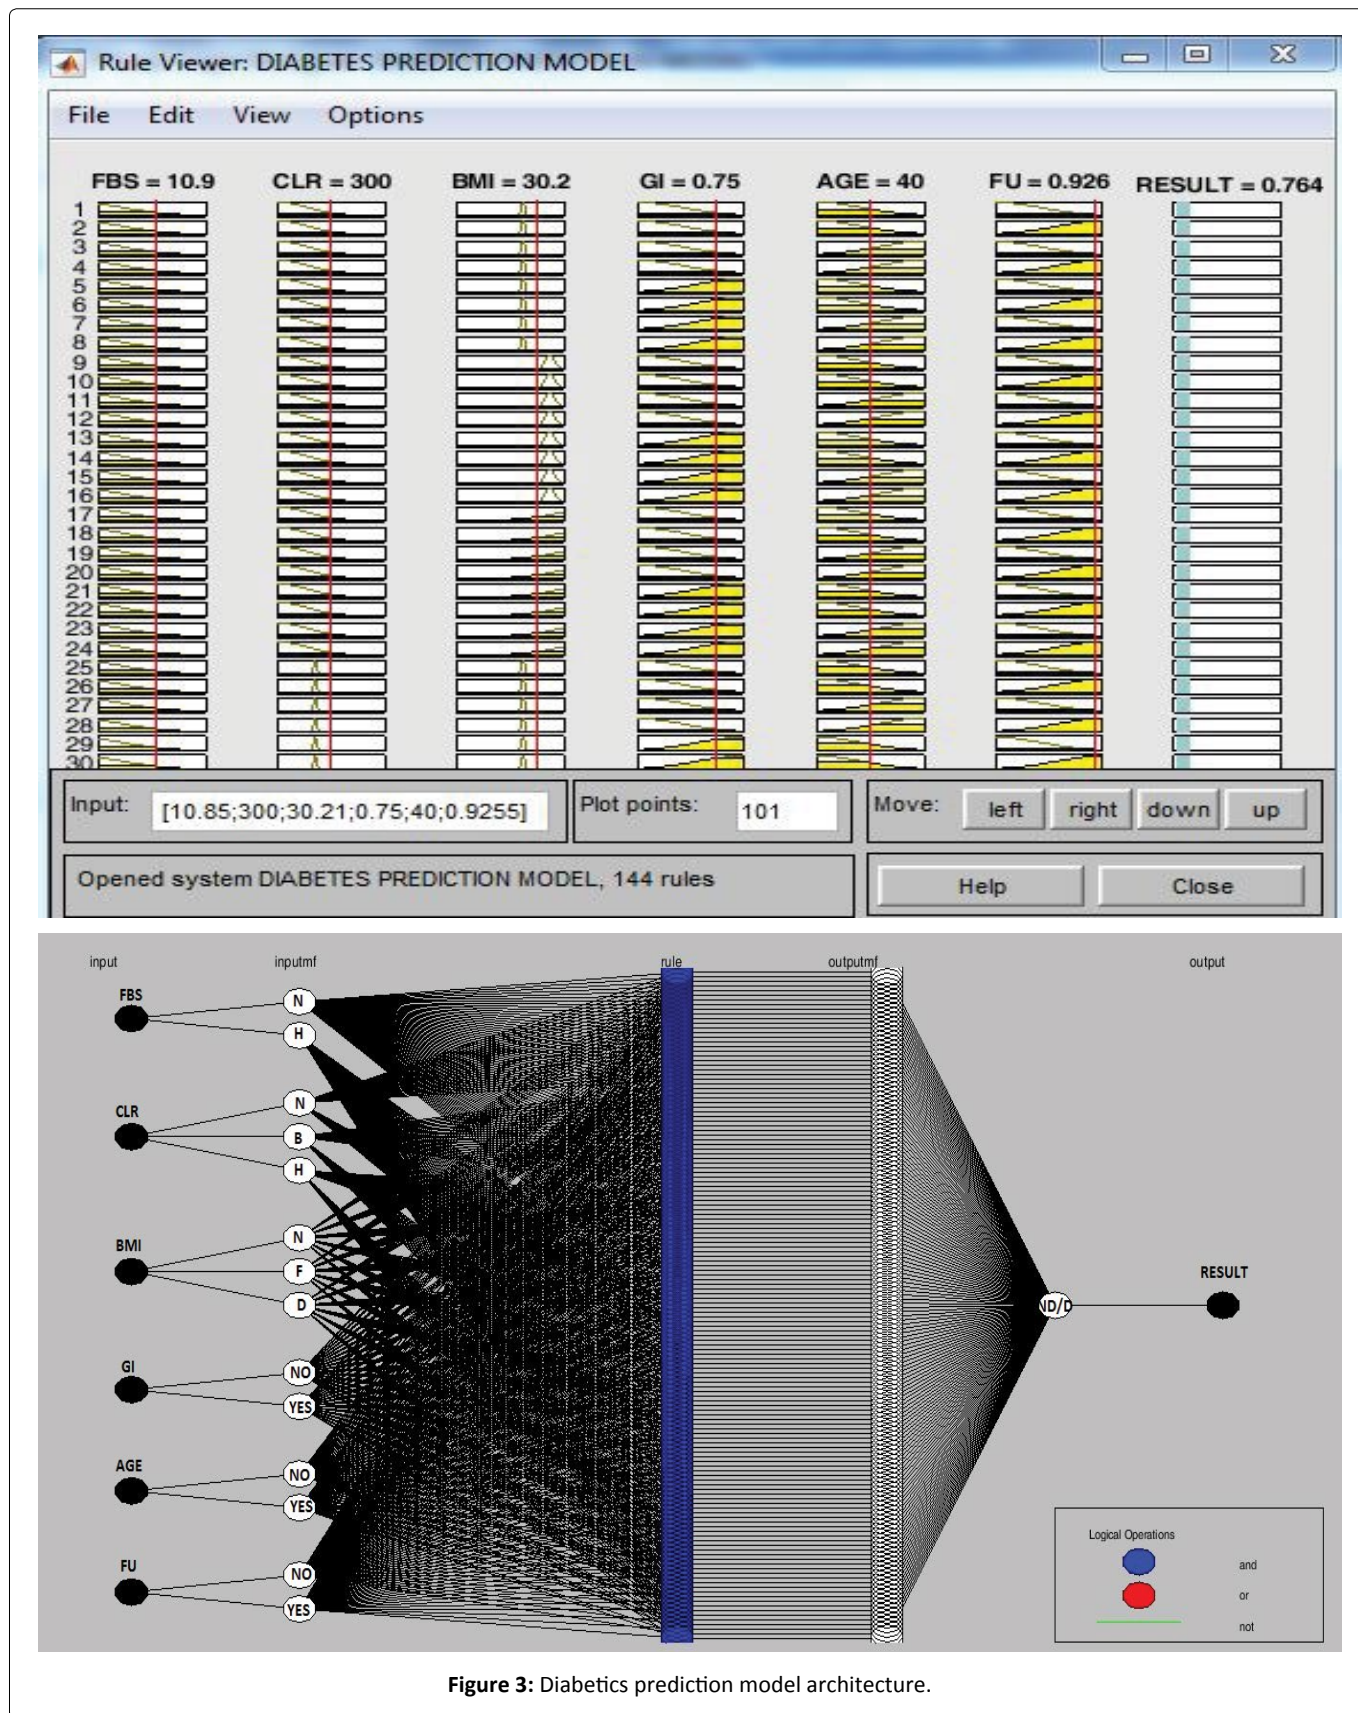 Rule Viewer: DIABETES PREDICTION MODEL
File Edit View Options
FBS = 10.9 CLR = 300 BMI = 30.2 GI = 0.75 AGE = 40 FU = 0.926 RESULT = 0.764
1
2
3
4
5
6
7
8
9
10
11
12
13
14
15
16
17
18
19
20
21
22
23
24
25
26
27
28
29
30
Input: [10.85;300;30.21;0.75;40;0.9255] Plot points: 101 Move: left right down up
Opened system DIABETES PREDICTION MODEL, 144 rules Help Close
input inputmf rule outputmf output
FBS
N
H
CLR
N
B
H
BMI
N
F
D
GI
NO
YES
AGE
NO
YES
FU
NO
YES
ND/D
RESULT
Logical Operations
and
or
not
Figure 3: Diabetics prediction model architecture.